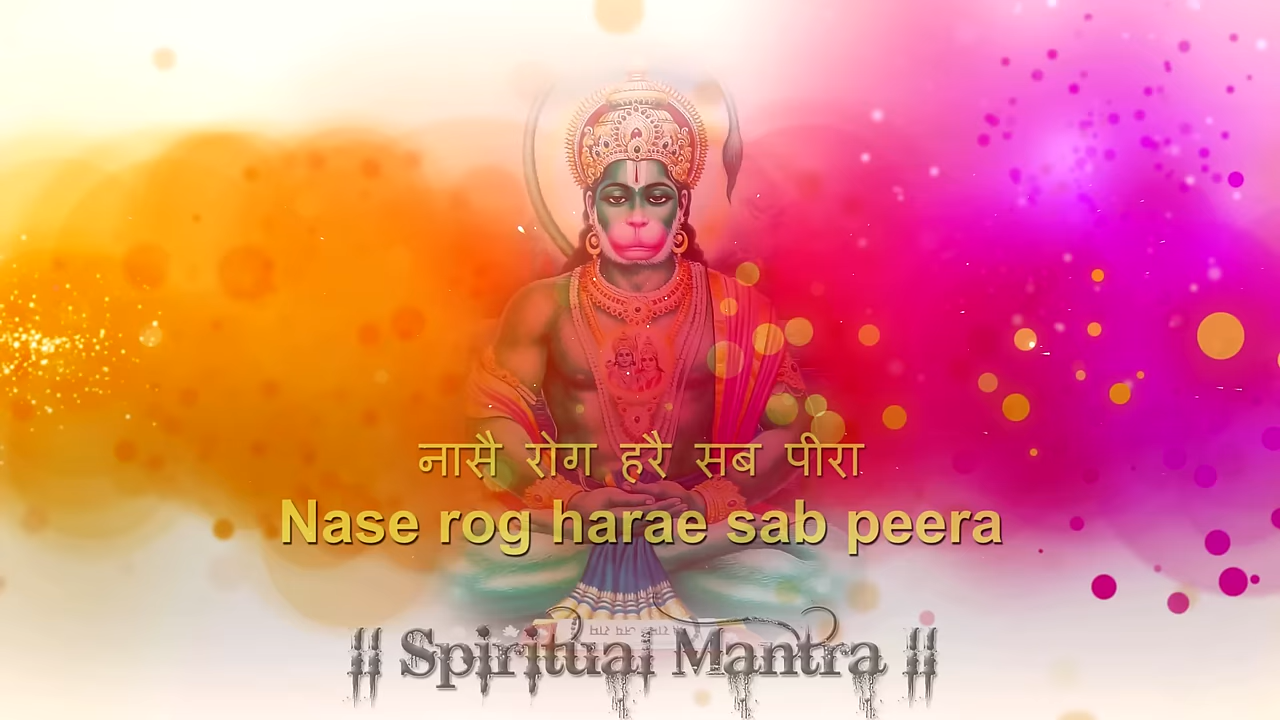 नासै रोग हरै सब पीरा
Nase rog harae sab peera
|| Spiritual Mantra ||